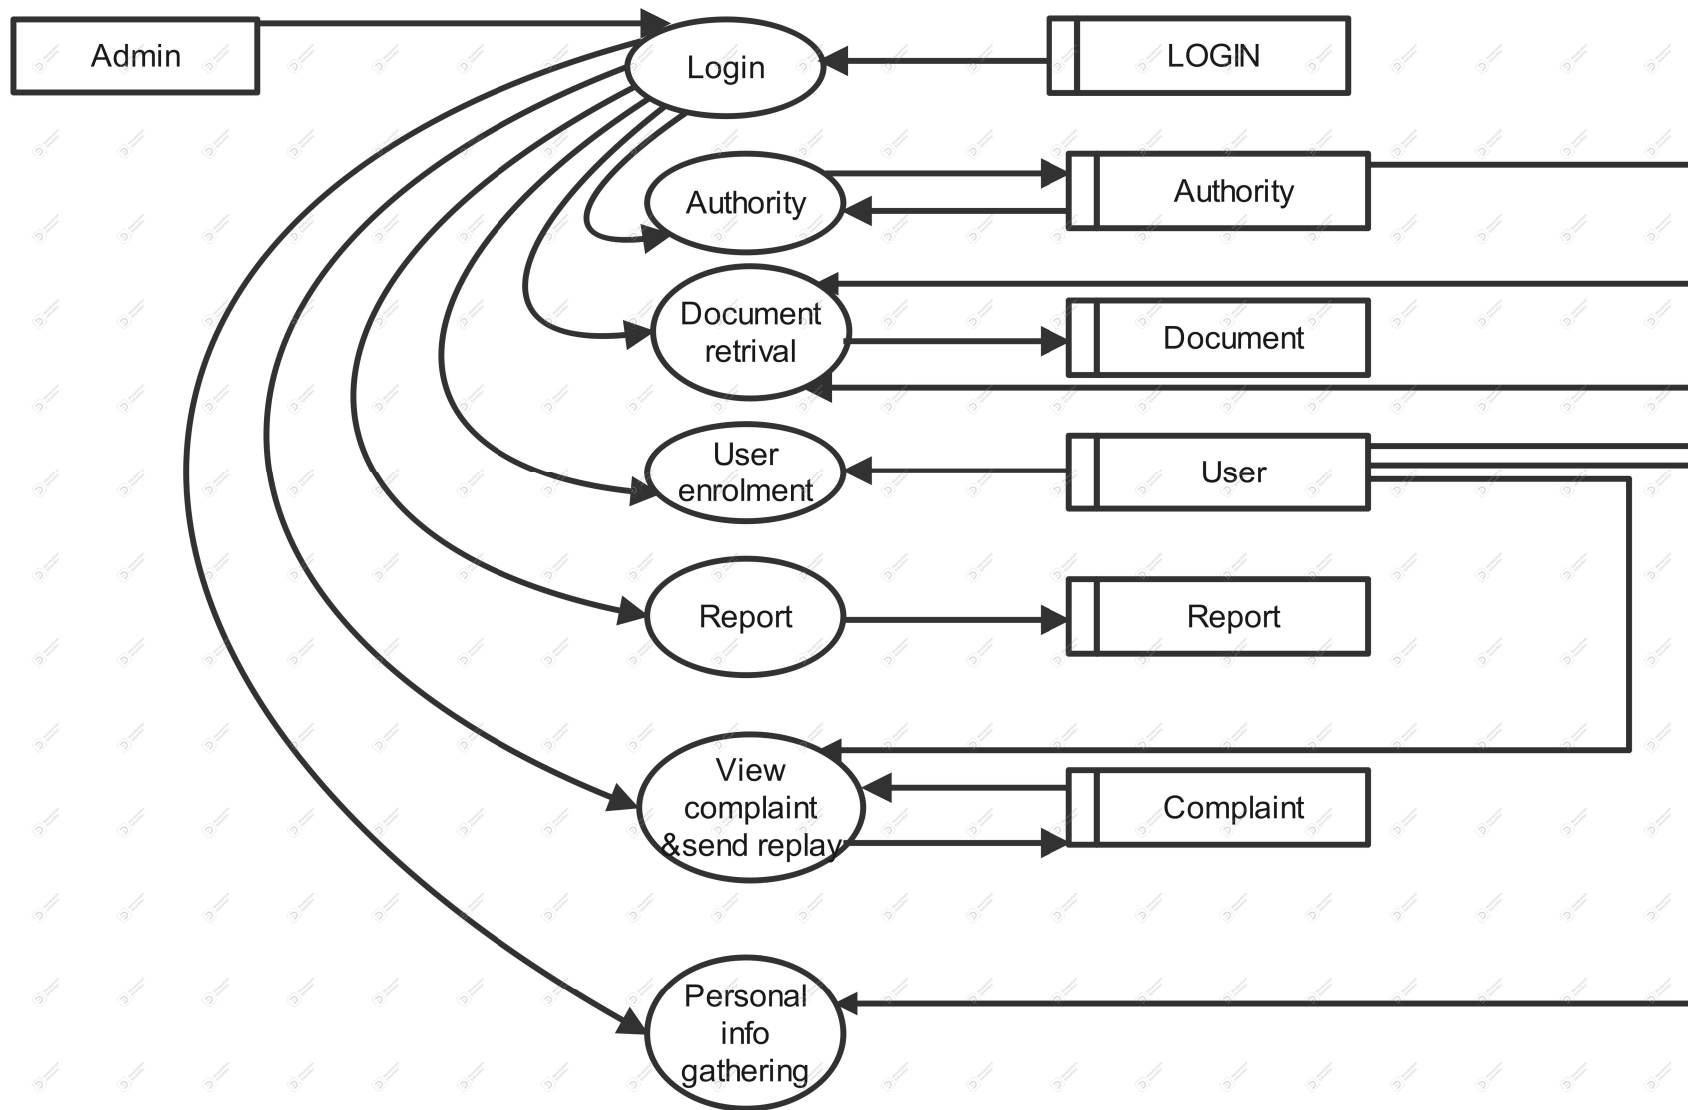 Admin
Login
LOGIN
Authority
Authority
Document
retrival
Document
User
enrolment
User
Report
Report
View
complaint
&send replay
Complaint
Personal
info
gathering